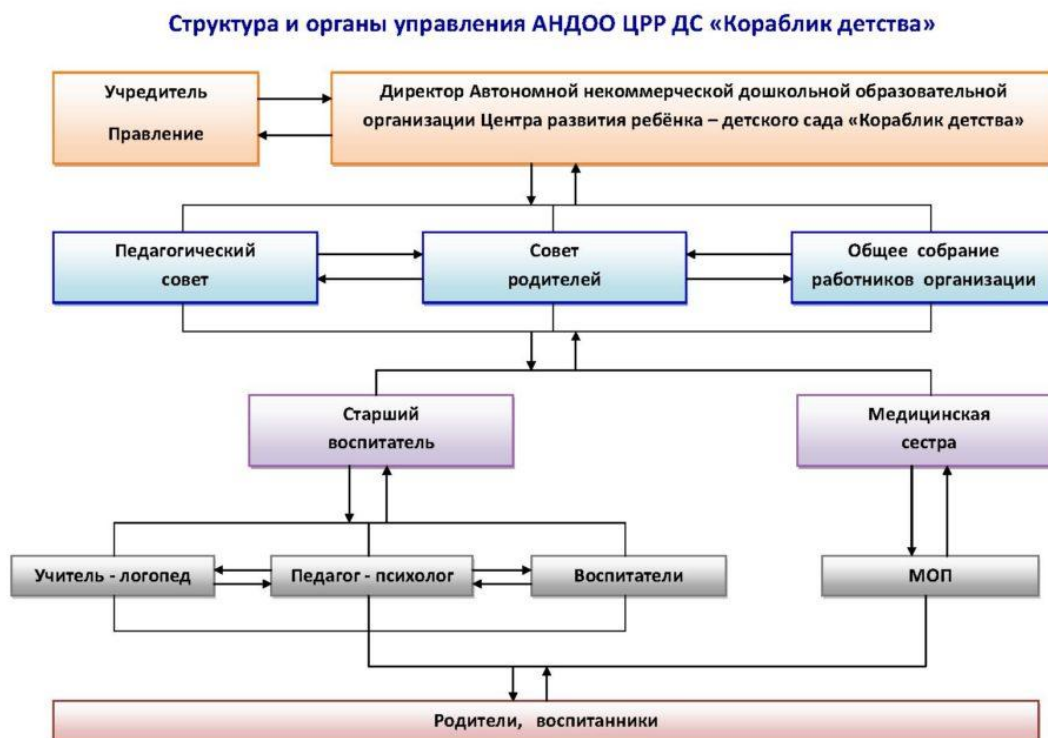 Структура и органы управления АНДОО ЦРР ДС «Кораблик детства»
Учредитель
Правление
Директор Автономной некоммерческой дошкольной образовательной
организации Центра развития ребёнка – детского сада «Кораблик детства»
Педагогический
совет
Совет
родителей
Общее собрание
работников организации
Старший
воспитатель
Медицинская
сестра
Учитель - логопед
Педагог - психолог
Воспитатели
МОП
Родители, воспитанники